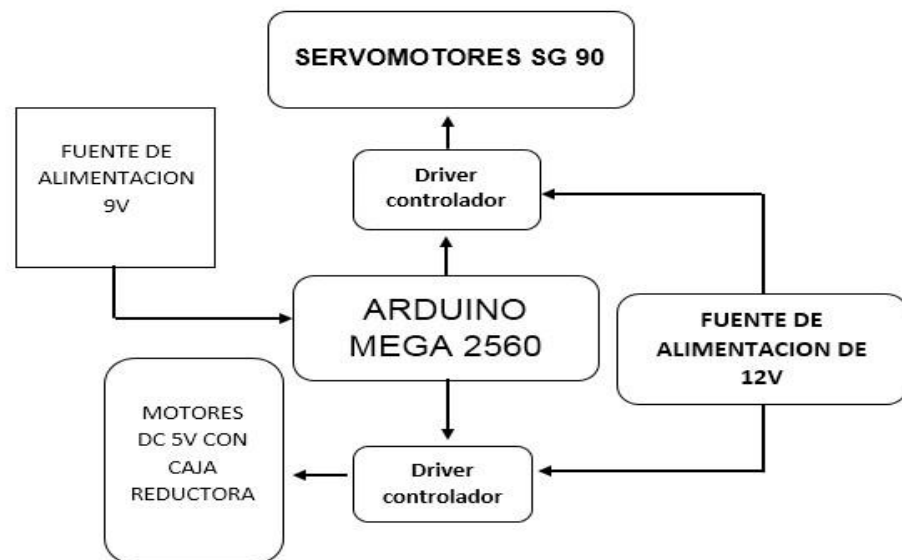 SERVOMOTORES SG 90
FUENTE DE
ALIMENTACION
9V
Driver
controlador
ARDUINO
MEGA 2560
FUENTE DE
ALIMENTACION DE
12V
MOTORES
DC 5V CON
CAJA
REDUCTORA
Driver
controlador